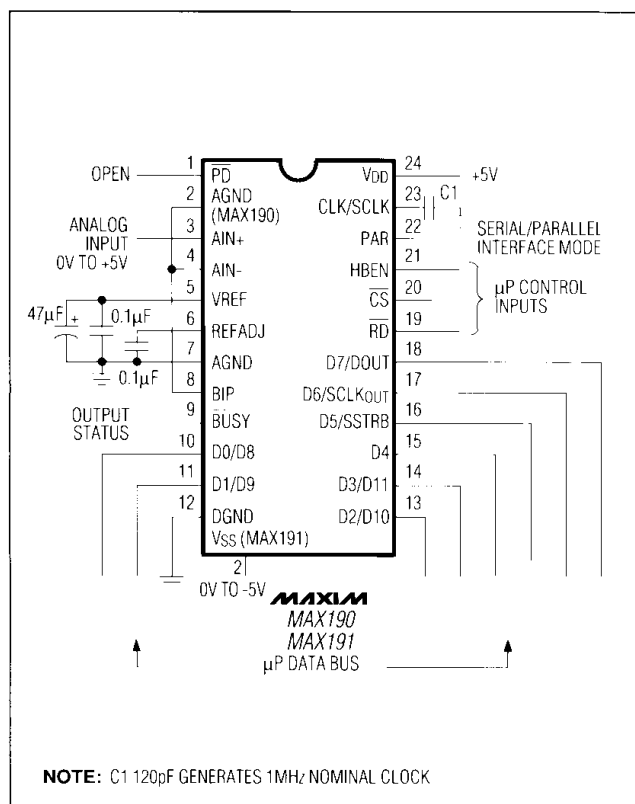 1 24
OPEN P̅D̅ VDD +5V
2 23 C1
AGND CLK/SCLK
(MAX190)
ANALOG 3 22
INPUT AIN+ PAR SERIAL/PARALLEL
0V TO +5V INTERFACE MODE
4 21
AIN- HBEN
5 20 µP CONTROL
47µF + 0.1µF VREF C̅S̅ INPUTS
6 19
REFADJ R̅D̅
7 18
0.1µF AGND D7/DOUT
8 17
BIP D6/SCLKOUT
OUTPUT 9 16
STATUS BUSY D5/SSTRB
10 15
D0/D8 D4
11 14
D1/D9 D3/D11
12 13
DGND D2/D10
VSS (MAX191)
2
0V TO -5V
MAXIM
MAX190
MAX191
µP DATA BUS
NOTE: C1 120pF GENERATES 1MHz NOMINAL CLOCK